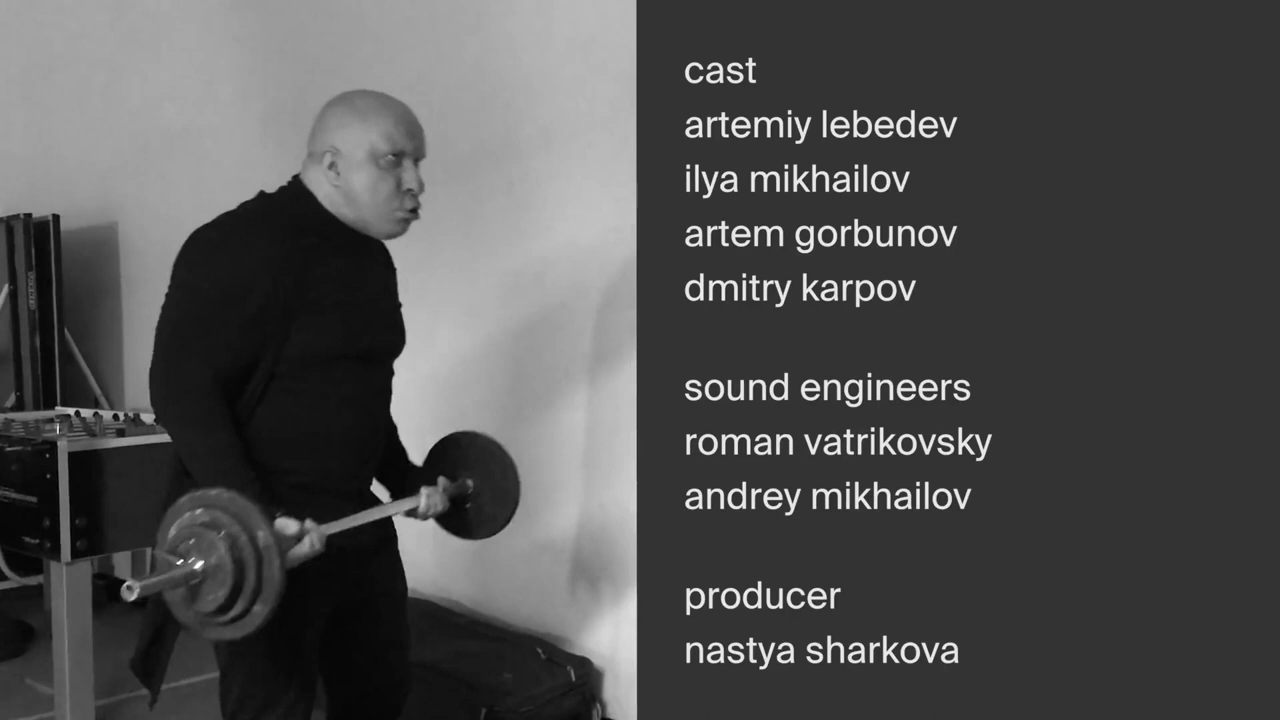 cast
artemiy lebedev
ilya mikhailov
artem gorbunov
dmitry karpov
sound engineers
roman vatrikovsky
andrey mikhailov
producer
nastya sharkova